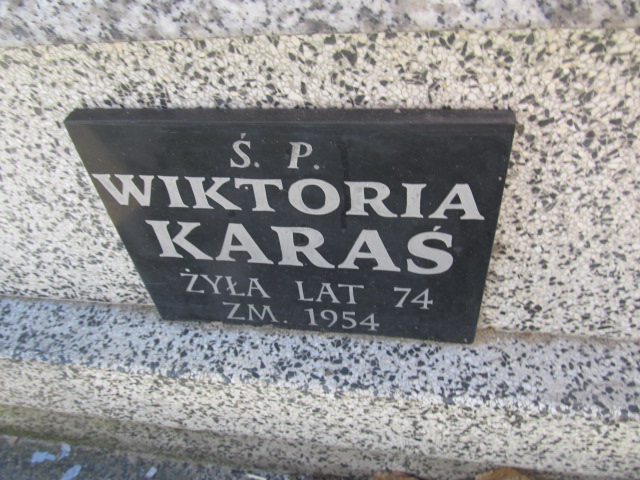 Ś. P.
WIKTORIA
KARAŚ
ŻYŁA LAT 74
ZM. 1954